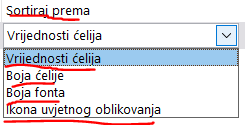 Sortiraj prema
Vrijednosti ćelija
Vrijednosti ćelija
Boja ćelije
Boja fonta
Ikona uvjetnog oblikovanja